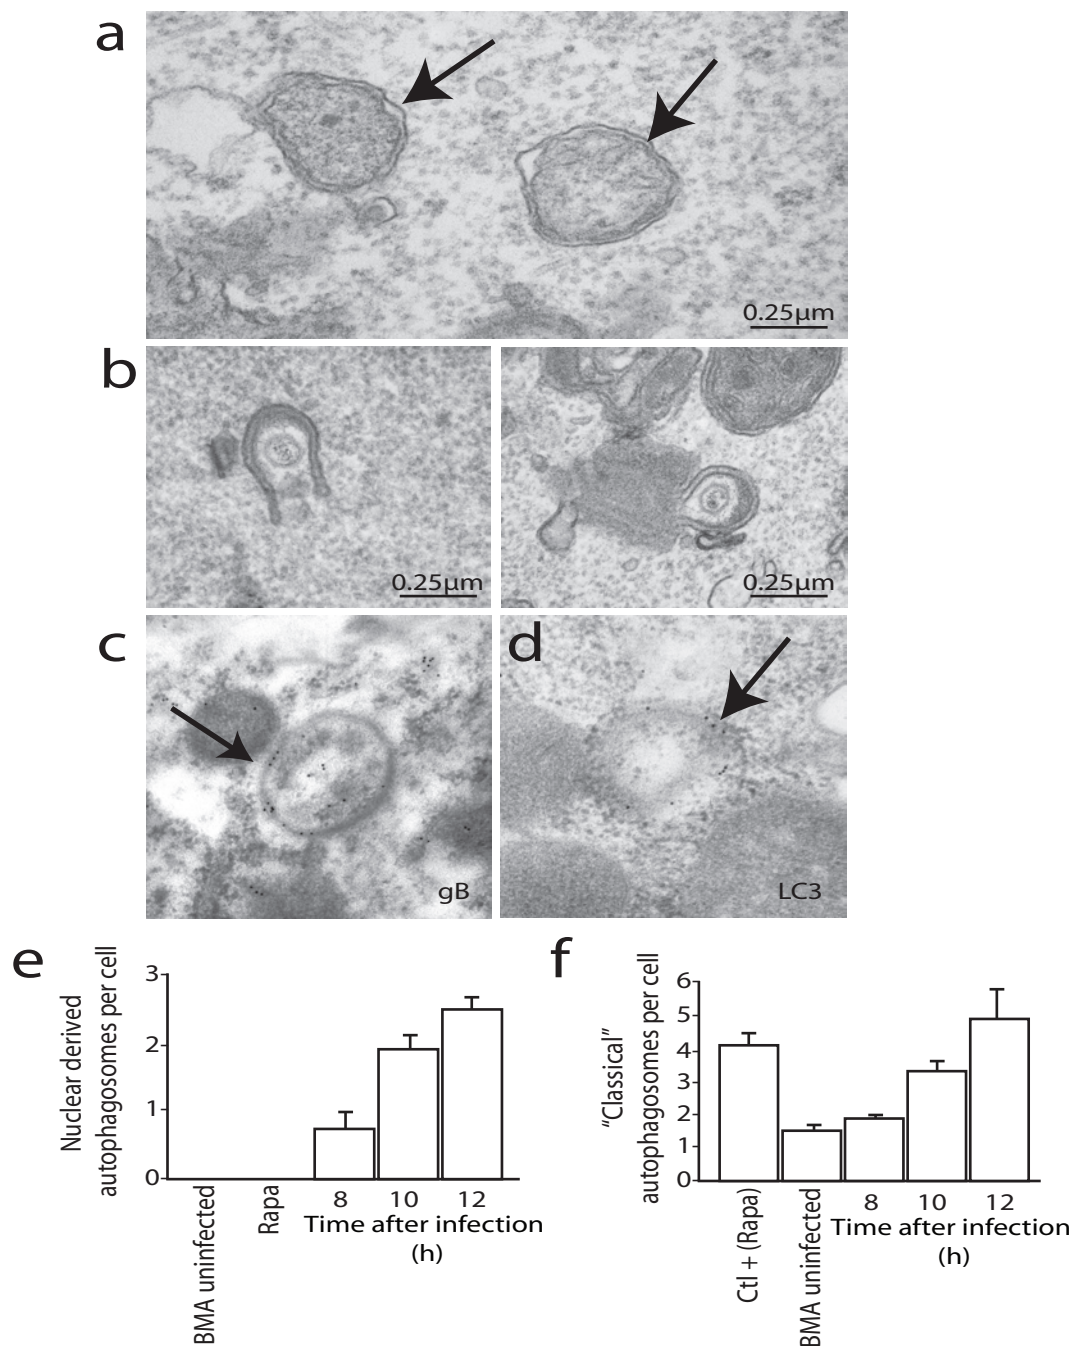 a
0.25µm
b
0.25µm
0.25µm
c
gB
d
LC3
e
Nuclear derived
autophagosomes per cell
3
2
1
0
BMA uninfected
Rapa
8
10
12
Time after infection
(h)
f
"Classical"
autophagosomes per cell
6
5
4
3
2
1
0
Ctl + (Rapa)
BMA uninfected
8
10
12
Time after infection
(h)